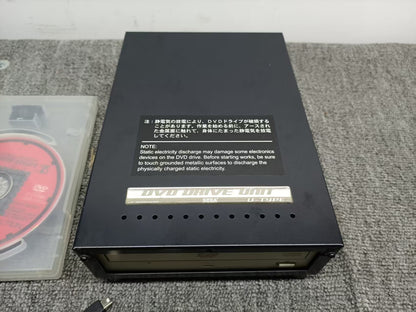 注：静電気の放電により、ＤＶＤドライブが破損する
ことがあります。作業を始める前に、アースされ
た金属面に触れて、身体にたまった静電気を放電
してください。
NOTE:
Static electricity discharge may damage some electronics
devices on the DVD drive. Before starting works, be sure
to touch grounded metallic surfaces to discharge the
physically charged static electricity.
DVD DRIVE UNIT
SEGA